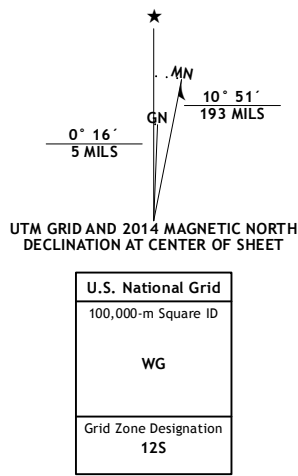 MN
GN
10° 51´
193 MILS
0° 16´
5 MILS
UTM GRID AND 2014 MAGNETIC NORTH
DECLINATION AT CENTER OF SHEET
U.S. National Grid
100,000-m Square ID
WG
Grid Zone Designation
12S